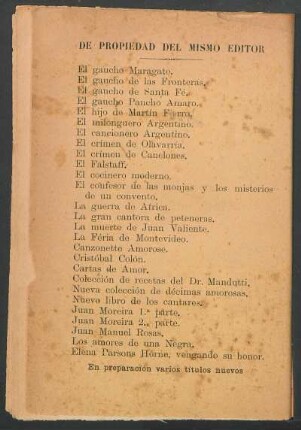 DE PROPIEDAD DEL MISMO EDITOR
El gaucho Maragato,
El gaucho de las Fronteras,
El gaucho de Santa Fé,
El gaucho Pancho Amaro,
El hijo de Martín Fierro,
El milonguero Argentino,
El cancionero Argentino,
El crimen de Olavarría,
El crimen de Canelones,
El Falstaff,
El cocinero moderno,
El confesor de las monjas y los misterios
de un convento,
La guerra de Africa,
La gran cantora de peteneras,
La muerte de Juan Valiente,
La Féria de Montevideo,
Canzonette Amorose,
Cristóbal Colón,
Cartas de Amor,
Colección de recetas del Dr. Mandutti,
Nueva colección de décimas amorosas,
Nuevo libro de los cantares,
Juan Moreira 1.ª parte,
Juan Moreira 2.ª parte,
Juan Manuel Rosas,
Los amores de una Negra,
Elena Parsons Horne, vengando su honor.
En preparación varios títulos nuevos